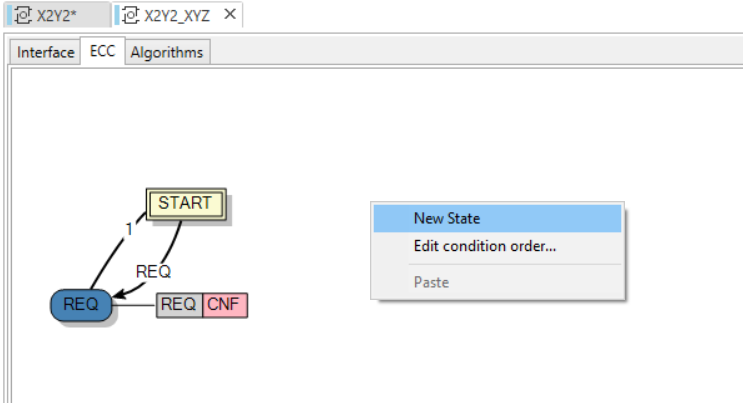 X2Y2* X2Y2_XYZ
Interface ECC Algorithms
START
1
REQ
REQ REQ CNF
New State
Edit condition order...
Paste